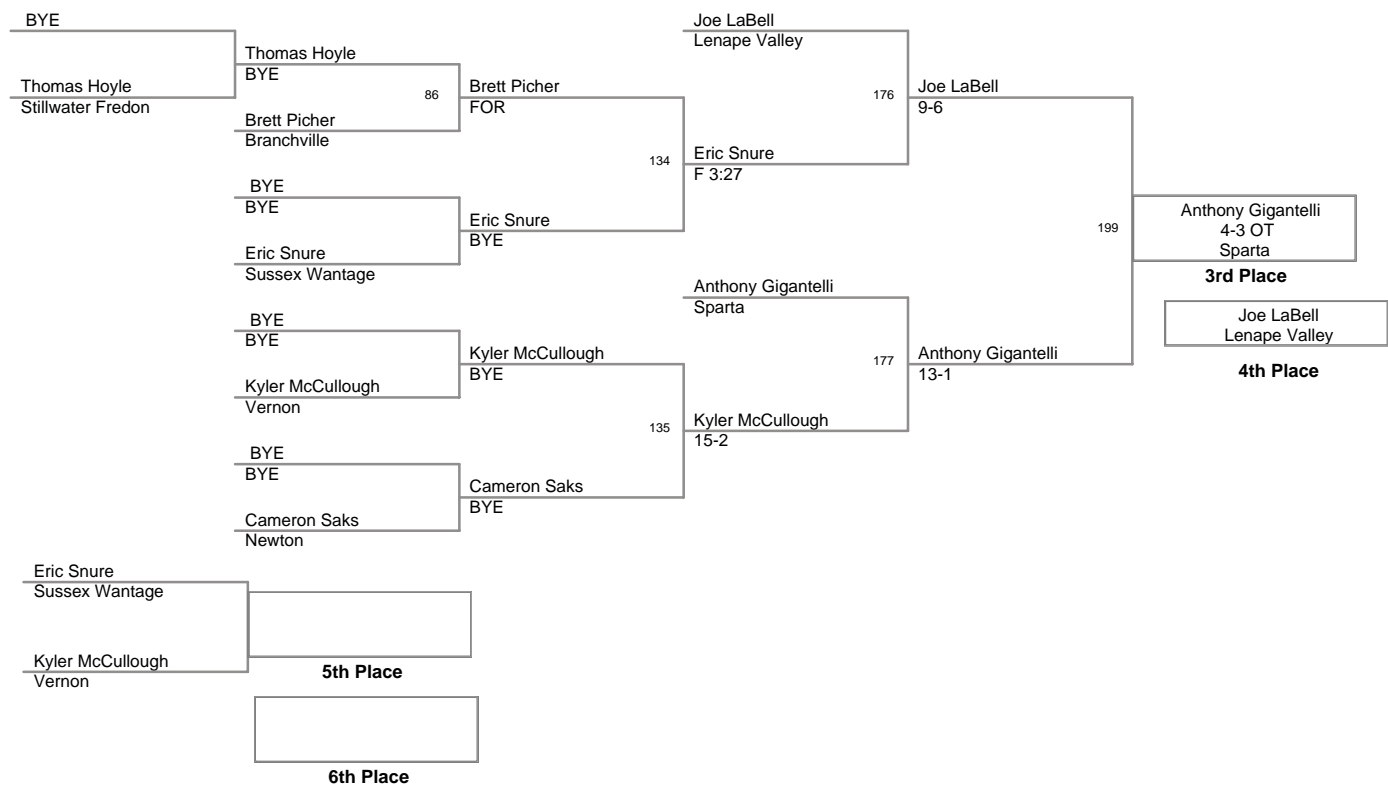 BYE
Thomas Hoyle
Stillwater Fredon
Thomas Hoyle
BYE
86
Brett Picher
Branchville
BYE
BYE
Eric Snure
Sussex Wantage
BYE
BYE
Kyler McCullough
Vernon
BYE
BYE
Cameron Saks
Newton
Brett Picher
FOR
134
Eric Snure
BYE
Kyler McCullough
BYE
135
Cameron Saks
BYE
Joe LaBell
Lenape Valley
176
Eric Snure
F 3:27
Anthony Gigantelli
Sparta
177
Kyler McCullough
15-2
Joe LaBell
9-6
199
Anthony Gigantelli
13-1
Anthony Gigantelli
4-3 OT
Sparta
3rd Place
Joe LaBell
Lenape Valley
4th Place
Eric Snure
Sussex Wantage
Kyler McCullough
Vernon
5th Place
6th Place